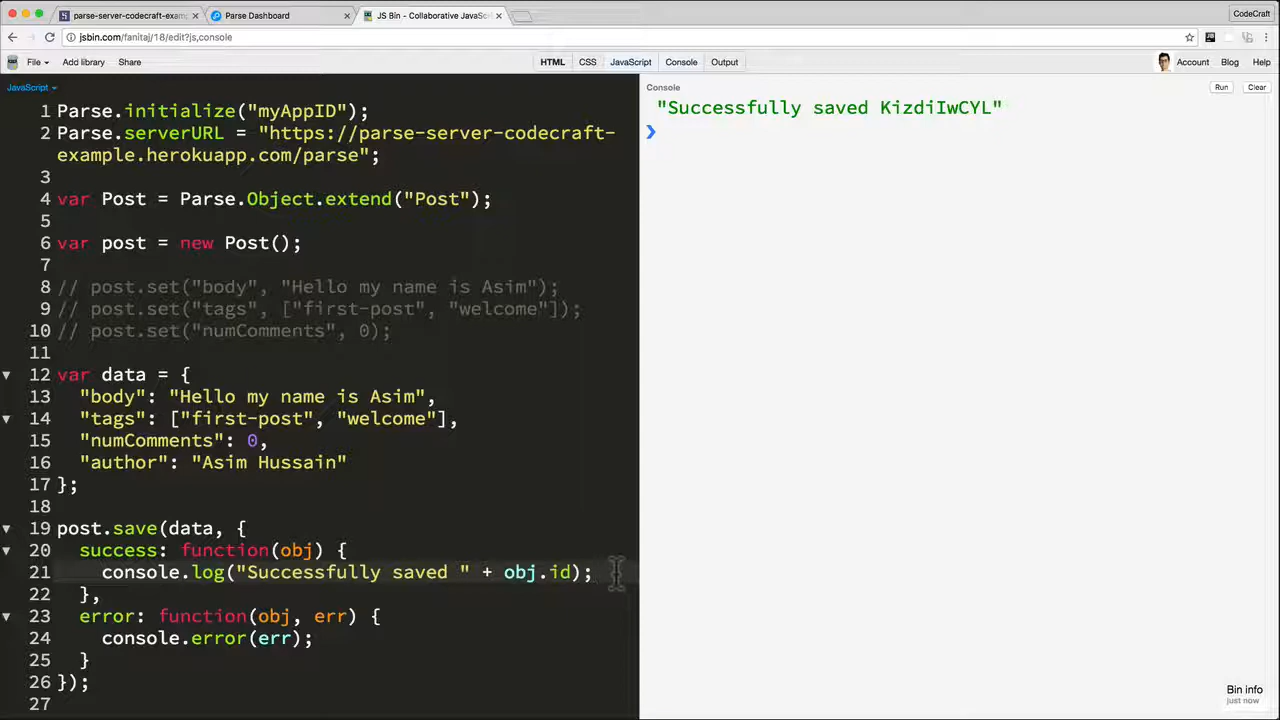 parse-server-codecraft-exam
Parse Dashboard
JS Bin - Collaborative JavaSc
CodeCraft
jsbin.com/fanitaj/18/edit?js,console
File
Add library
Share
HTML
CSS
JavaScript
Console
Output
Account
Blog
Help
JavaScript
Console
Run
Clear
1 Parse.initialize("myAppID");
2 Parse.serverURL = "https://parse-server-codecraft-
example.herokuapp.com/parse";
3
4 var Post = Parse.Object.extend("Post");
5
6 var post = new Post();
7
8 // post.set("body", "Hello my name is Asim");
9 // post.set("tags", ["first-post", "welcome"]);
10 // post.set("numComments", 0);
11
12 var data = {
13 "body": "Hello my name is Asim",
14 "tags": ["first-post", "welcome"],
15 "numComments": 0,
16 "author": "Asim Hussain"
17 };
18
19 post.save(data, {
20 success: function(obj) {
21 console.log("Successfully saved " + obj.id);
22 },
23 error: function(obj, err) {
24 console.error(err);
25 }
26 });
27
"Successfully saved KizdiIwCYL"
Bin info
just now